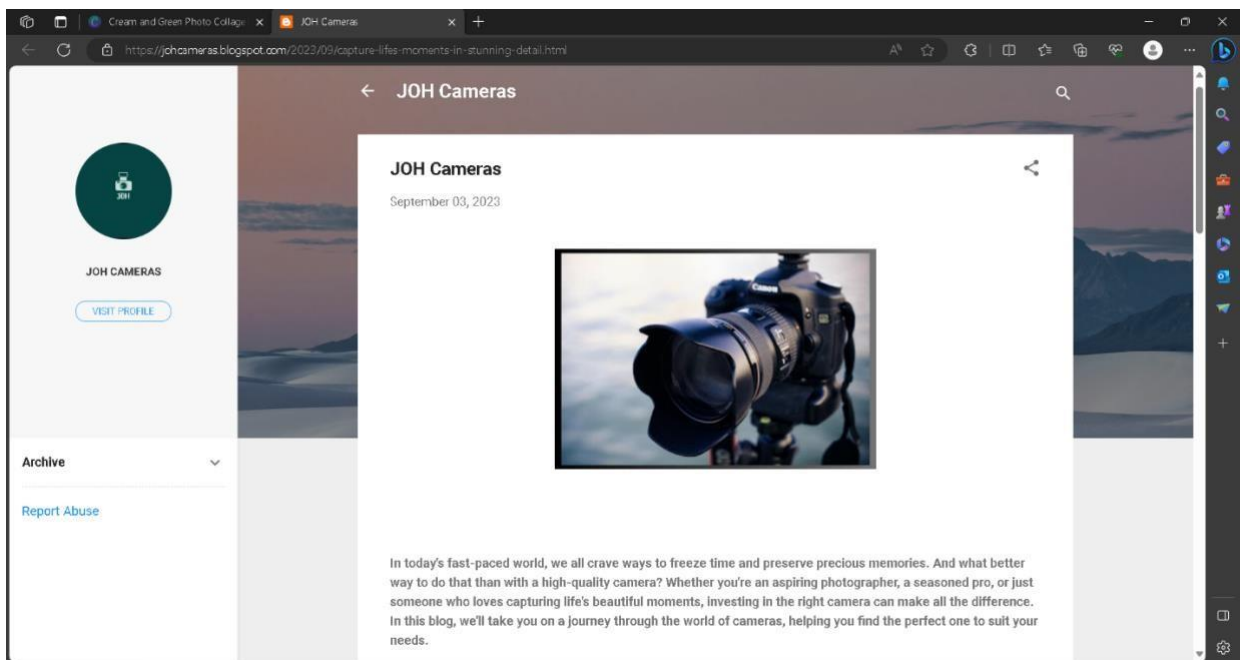 Cream and Green Photo Collage
JOH Cameras
https://johcameras.blogspot.com/2023/09/capture-lifes-moments-in-stunning-detail.html
JOH Cameras
JOH
JOH CAMERAS
VISIT PROFILE
Archive
Report Abuse
JOH Cameras
September 03, 2023
Canon
In today's fast-paced world, we all crave ways to freeze time and preserve precious memories. And what better
way to do that than with a high-quality camera? Whether you're an aspiring photographer, a seasoned pro, or just
someone who loves capturing life's beautiful moments, investing in the right camera can make all the difference.
In this blog, we'll take you on a journey through the world of cameras, helping you find the perfect one to suit your
needs.